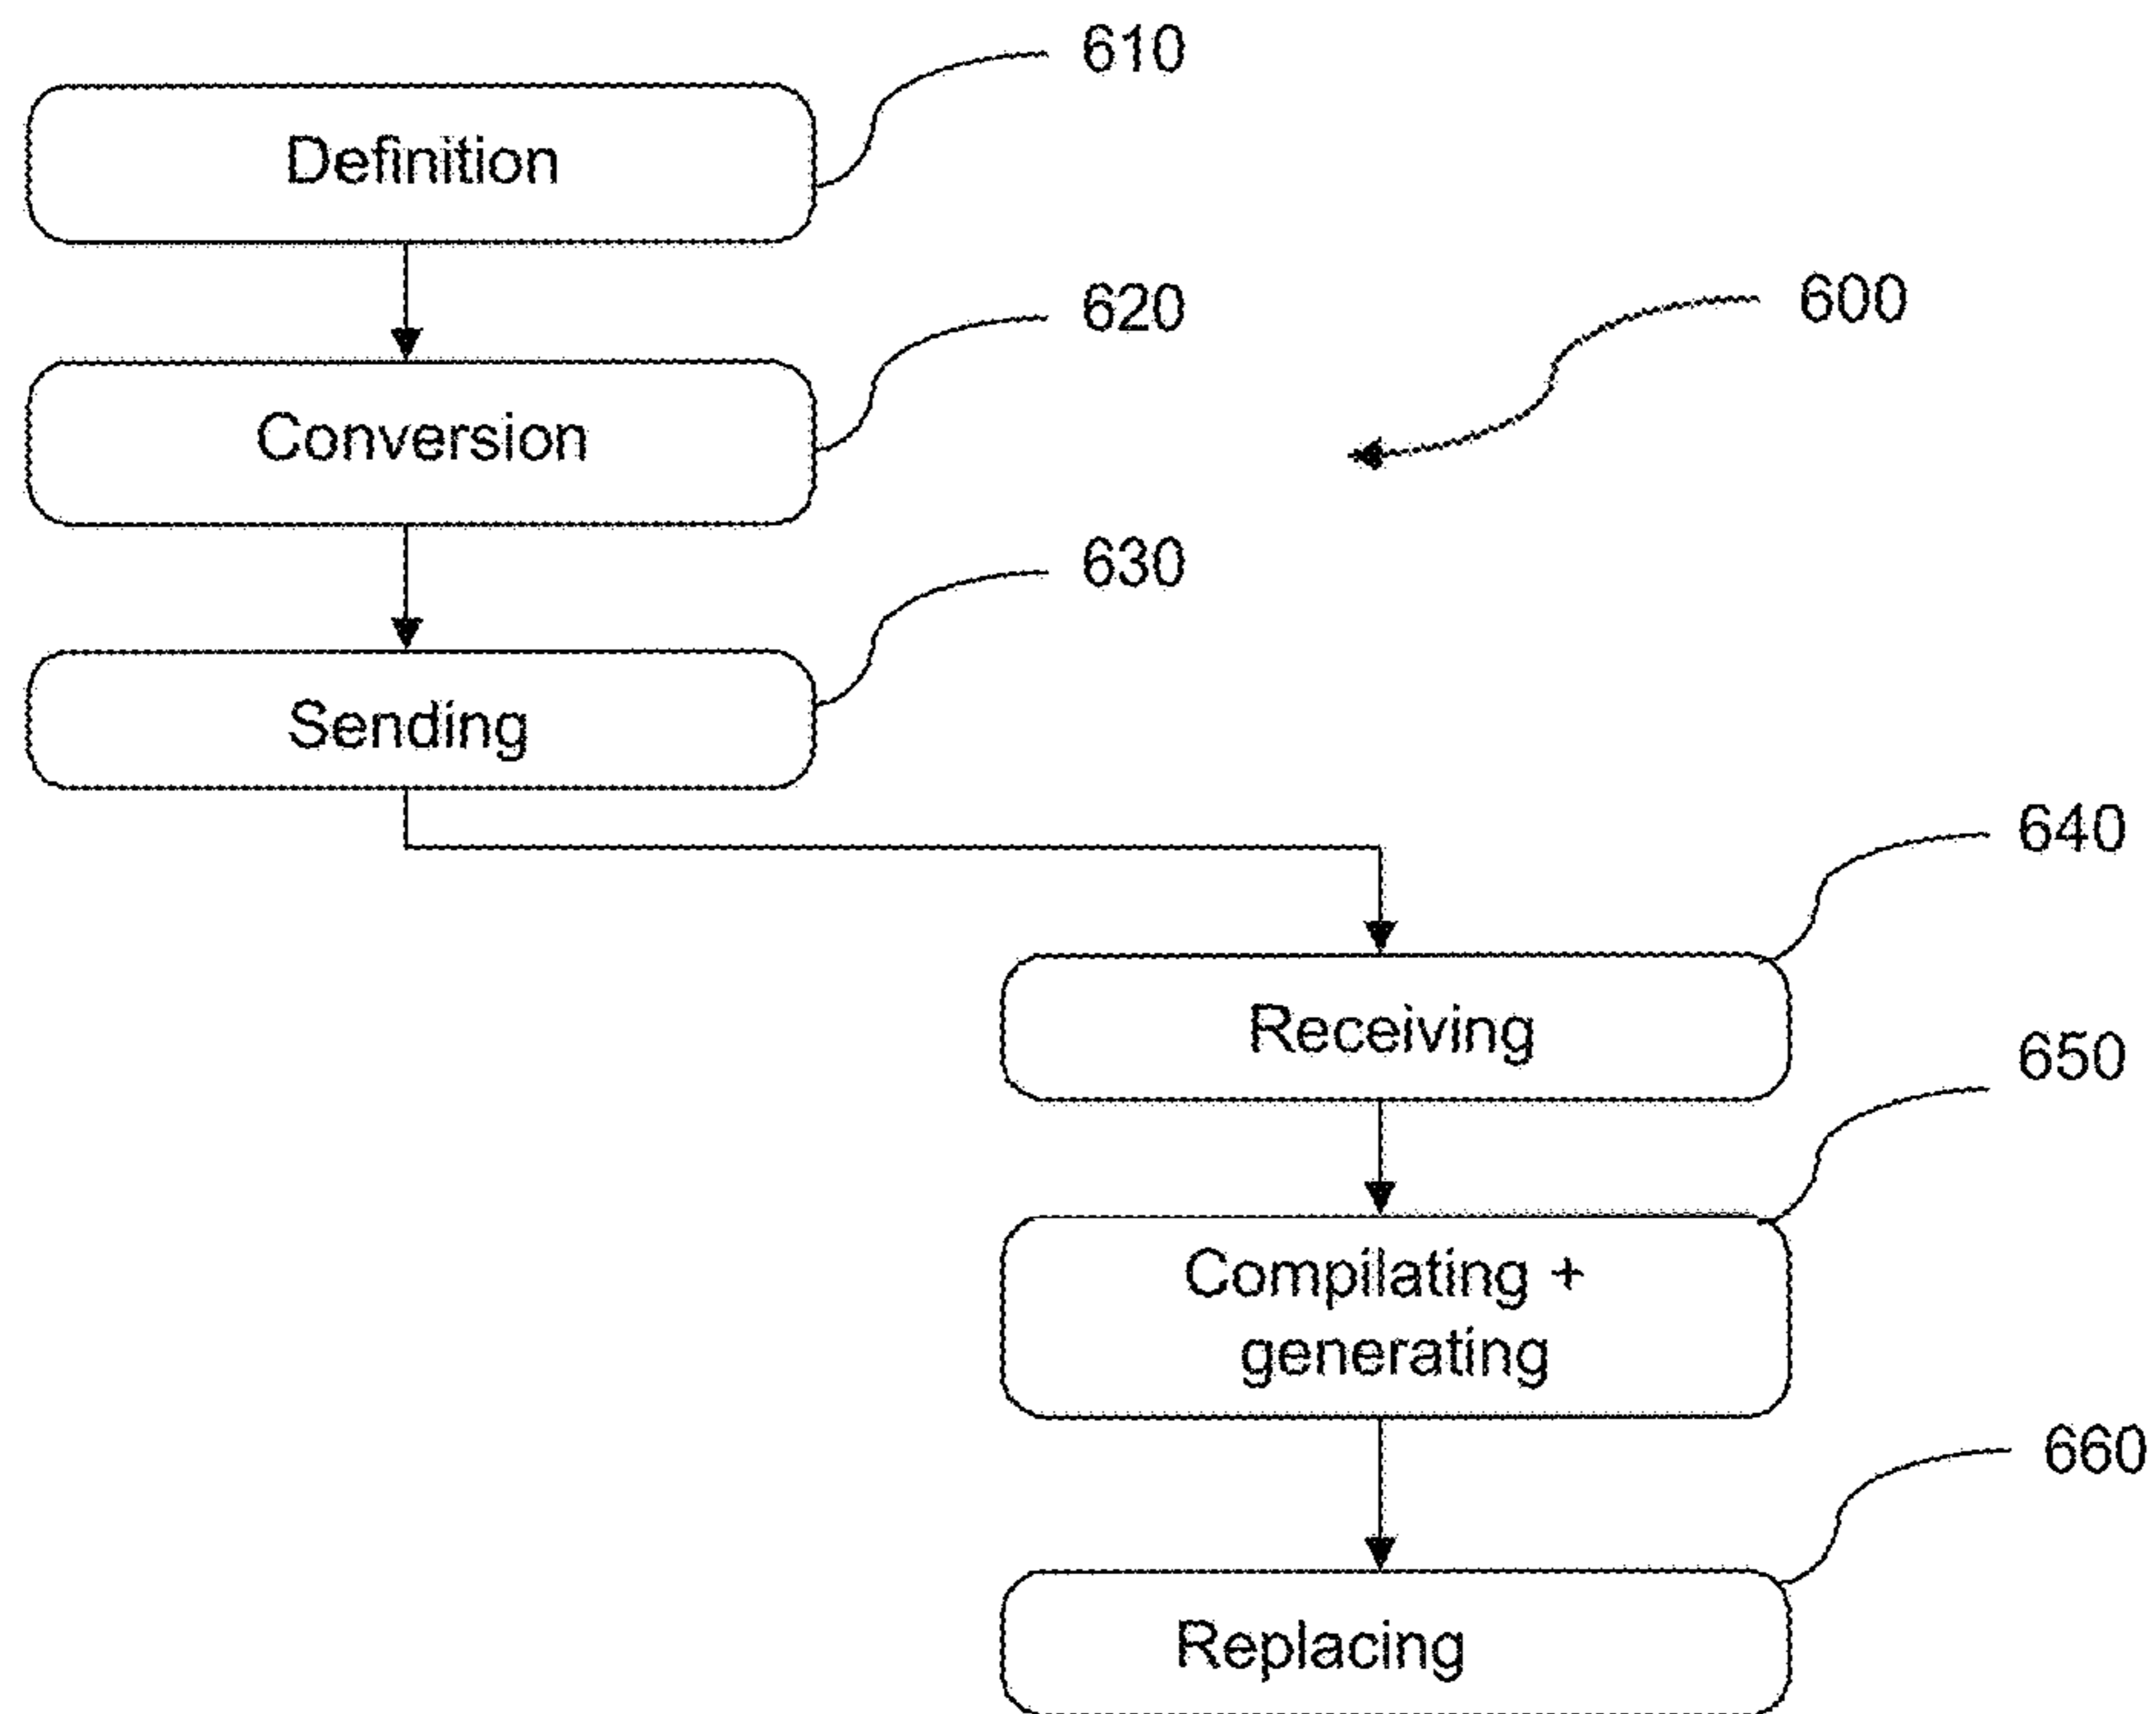 610
Definition
620
600
Conversion
630
Sending
640
Receiving
650
Compilating +
generating
660
Replacing